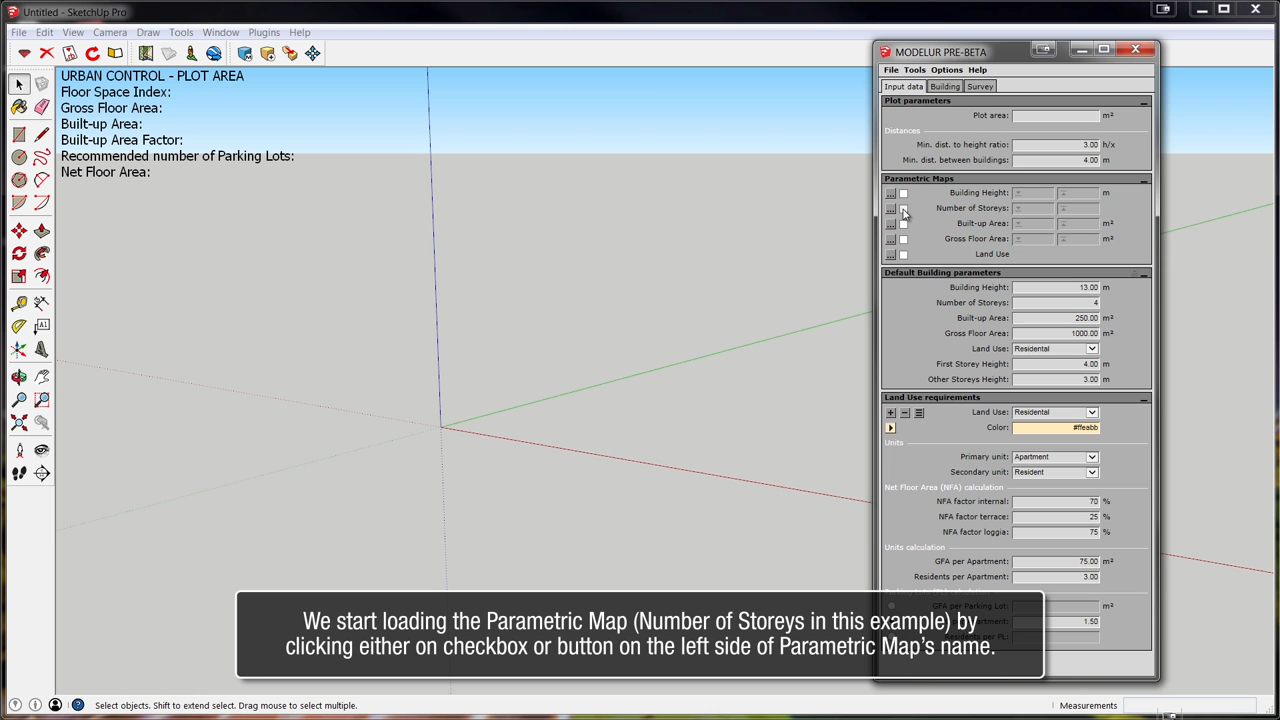 Untitled - SketchUp Pro
File Edit View Camera Draw Tools Window Plugins Help
URBAN CONTROL - PLOT AREA
Floor Space Index:
Gross Floor Area:
Built-up Area:
Built-up Area Factor:
Recommended number of Parking Lots:
Net Floor Area:
MODELUR PRE-BETA
File Tools Options Help
Input data Building Survey
Plot parameters
Plot area: m²
Distances
Min. dist. to height ratio: 3.00 h/x
Min. dist. between buildings: 4.00 m
Parametric Maps
... Building Height: m
... Number of Storeys:
... Built-up Area: m²
... Gross Floor Area: m²
... Land Use
Default Building parameters
Building Height: 13.00 m
Number of Storeys: 4
Built-up Area: 250.00 m²
Gross Floor Area: 1000.00 m²
Land Use: Residental
First Storey Height: 4.00 m
Other Storeys Height: 3.00 m
Land Use requirements
Land Use: Residental
Color: #ffeabb
Units
Primary unit: Apartment
Secondary unit: Resident
Net Floor Area (NFA) calculation
NFA factor internal: 70 %
NFA factor terrace: 25 %
NFA factor loggia: 75 %
Units calculation
GFA per Apartment: 75.00 m²
Residents per Apartment: 3.00
GFA per Parking Lot: m²
1.50
We start loading the Parametric Map (Number of Storeys in this example) by
clicking either on checkbox or button on the left side of Parametric Map's name.
Select objects. Shift to extend select. Drag mouse to select multiple.
Measurements